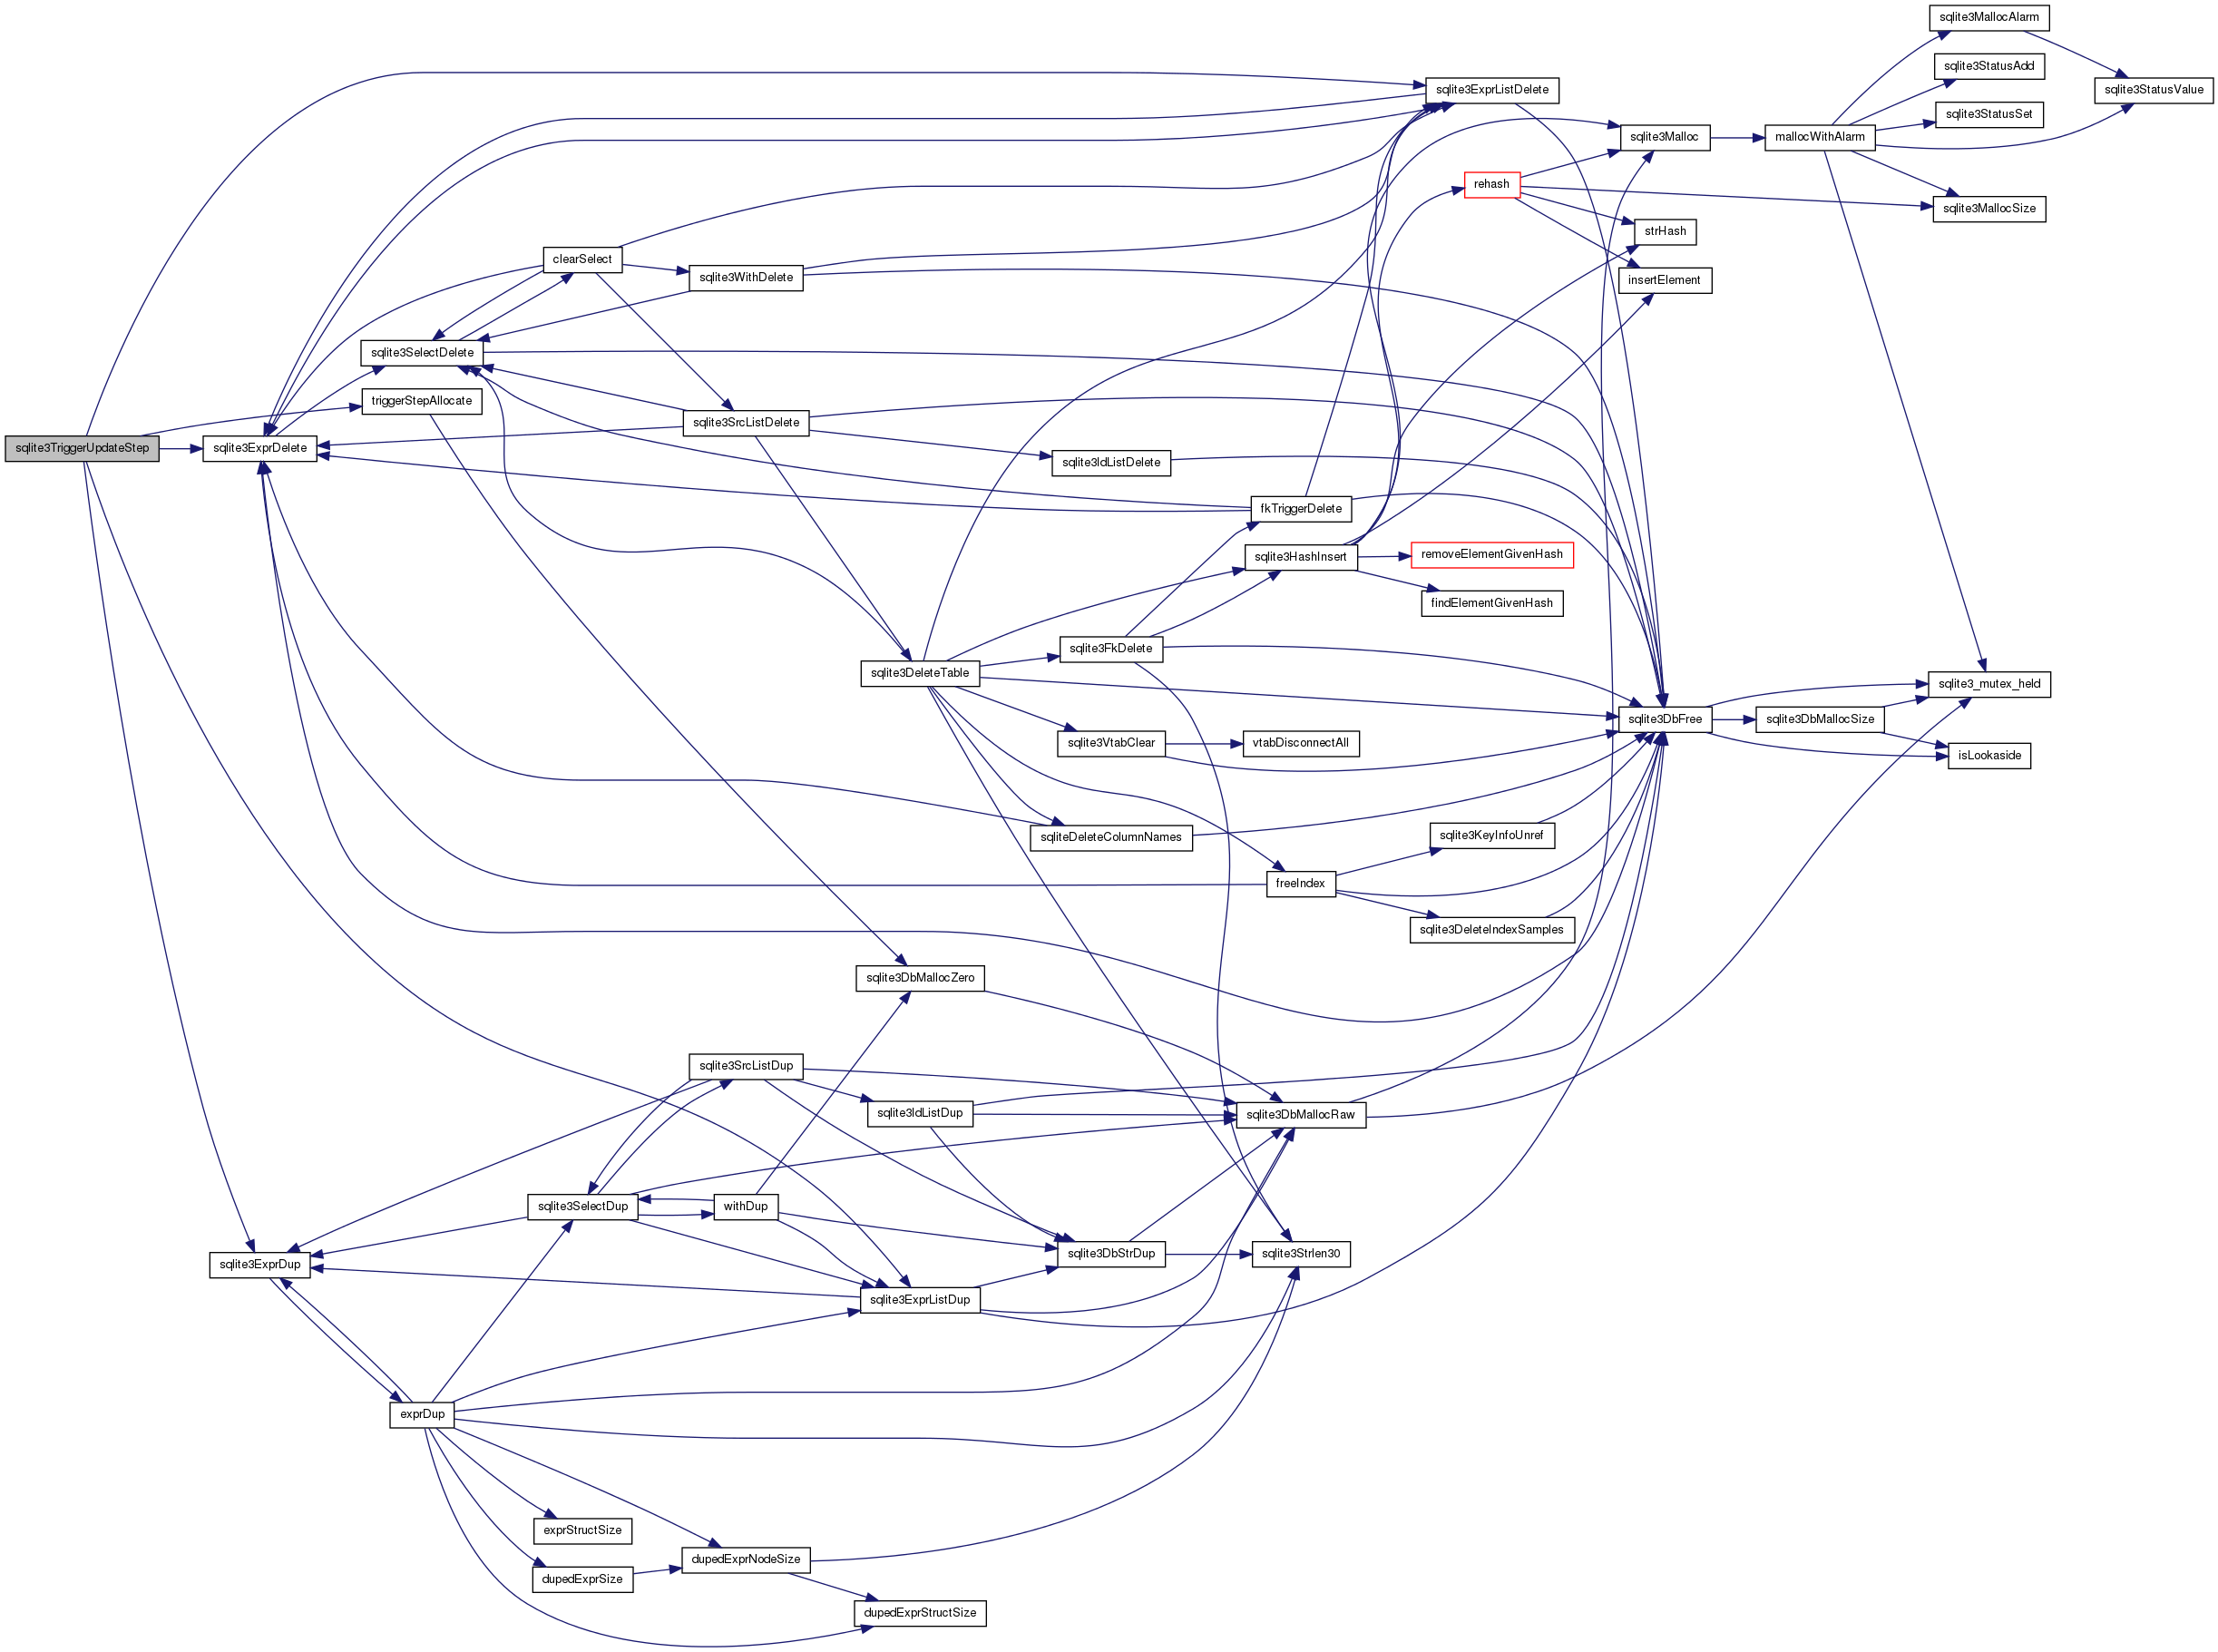 sqlite3TriggerUpdateStep
sqlite3ExprDelete
sqlite3ExprDup
sqlite3SelectDelete
triggerStepAllocate
exprDup
clearSelect
sqlite3SelectDup
exprStructSize
dupedExprSize
sqlite3WithDelete
sqlite3SrcListDelete
sqlite3SrcListDup
withDup
dupedExprNodeSize
sqlite3DeleteTable
sqlite3DbMallocZero
sqlite3IdListDup
sqlite3ExprListDup
dupedExprStructSize
sqlite3IdListDelete
sqlite3FkDelete
sqlite3VtabClear
sqliteDeleteColumnNames
sqlite3DbStrDup
fkTriggerDelete
sqlite3HashInsert
vtabDisconnectAll
freeIndex
sqlite3DbMallocRaw
sqlite3Strlen30
sqlite3ExprListDelete
rehash
removeElementGivenHash
findElementGivenHash
sqlite3KeyInfoUnref
sqlite3DeleteIndexSamples
sqlite3Malloc
strHash
insertElement
sqlite3DbFree
mallocWithAlarm
sqlite3DbMallocSize
sqlite3MallocAlarm
sqlite3StatusAdd
sqlite3StatusSet
sqlite3MallocSize
sqlite3_mutex_held
isLookaside
sqlite3StatusValue